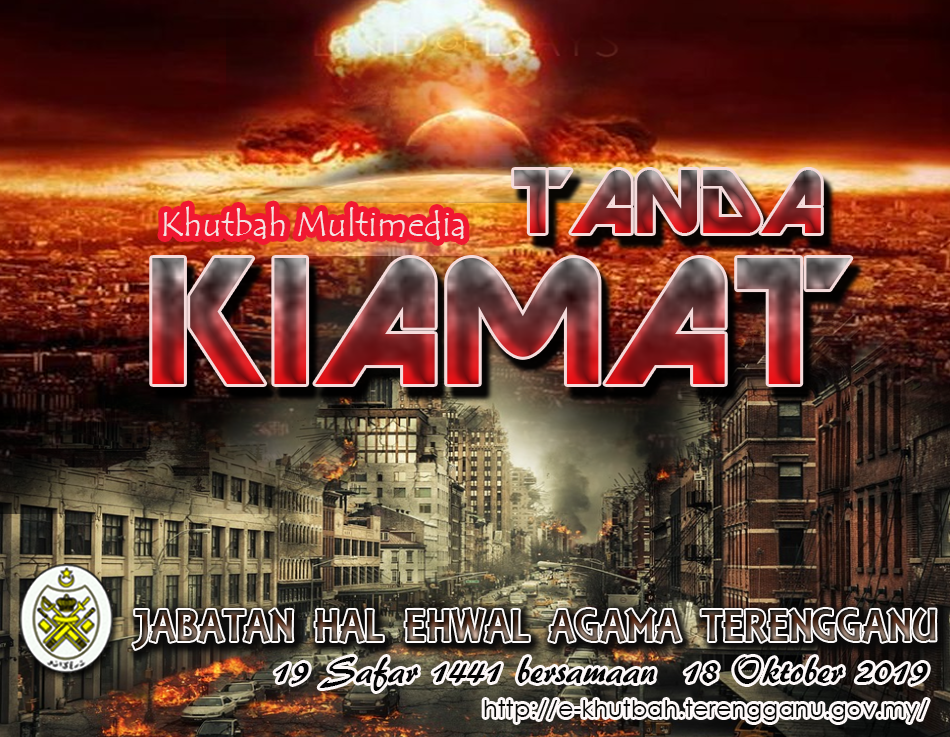 TANDA
Khutbah Multimedia
KIAMAT
JABATAN HAL EHWAL AGAMA TERENGGANU
19 Safar 1441 bersamaan 18 Oktober 2019
http://e-khutbah.terengganu.gov.my/